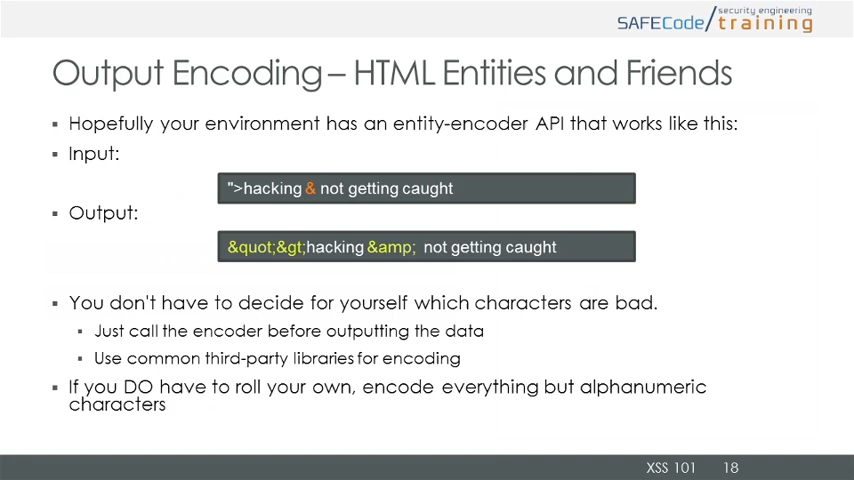 security engineering
SAFECode/training
Output Encoding – HTML Entities and Friends
Hopefully your environment has an entity-encoder API that works like this:
Input:
">hacking & not getting caught
Output:
&quot;&gt;hacking &amp; not getting caught
You don't have to decide for yourself which characters are bad.
Just call the encoder before outputting the data
Use common third-party libraries for encoding
If you DO have to roll your own, encode everything but alphanumeric
characters
XSS 101 18